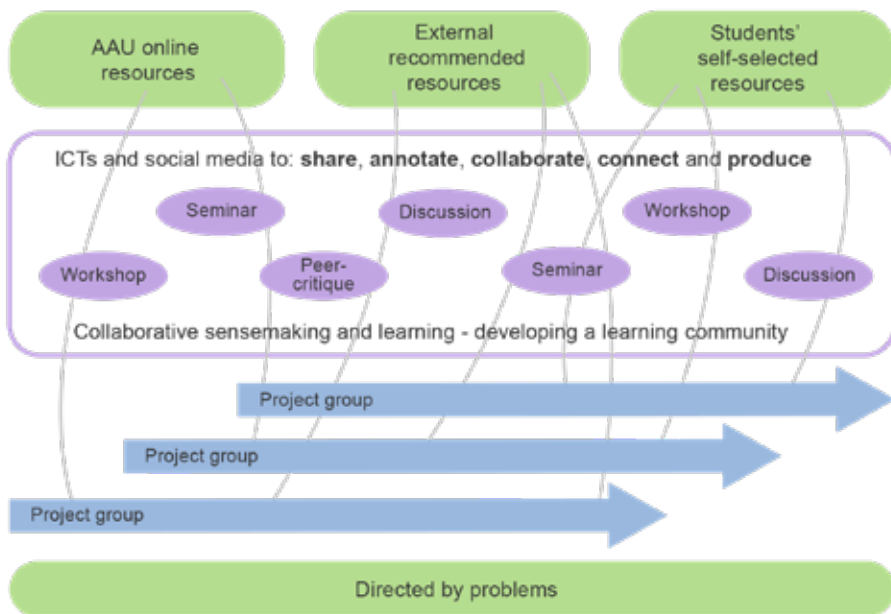 AAU online
resources
External
recommended
resources
Students'
self-selected
resources
ICTs and social media to: share, annotate, collaborate, connect and produce
Seminar
Discussion
Workshop
Workshop
Peer-
critique
Seminar
Discussion
Collaborative sensemaking and learning - developing a learning community
Project group
Project group
Project group
Directed by problems